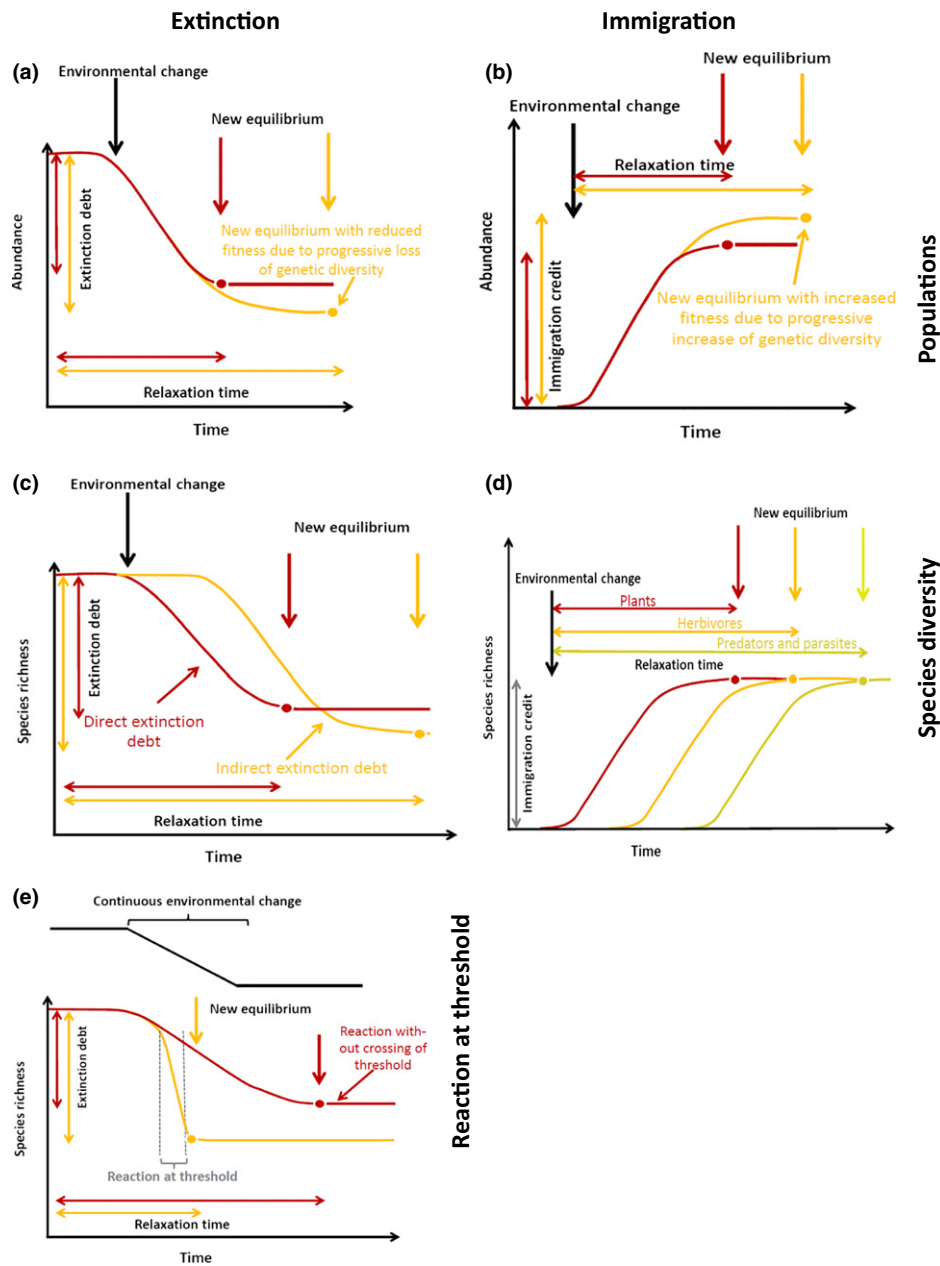 Extinction
Immigration
(a)
Environmental change
New equilibrium
Abundance
Extinction debt
New equilibrium with reduced
fitness due to progressive loss
of genetic diversity
Relaxation time
Time
(b)
New equilibrium
Environmental change
Relaxation time
Abundance
Immigration credit
New equilibrium with increased
fitness due to progressive
increase of genetic diversity
Time
Populations
(c)
Environmental change
New equilibrium
Species richness
Extinction debt
Direct extinction
debt
Indirect extinction debt
Relaxation time
Time
(d)
New equilibrium
Environmental change
Plants
Herbivores
Predators and parasites
Relaxation time
Species richness
Immigration credit
Time
Species diversity
(e)
Continuous environmental change
New equilibrium
Species richness
Extinction debt
Reaction with-
out crossing of
threshold
Reaction at threshold
Relaxation time
Time
Reaction at threshold